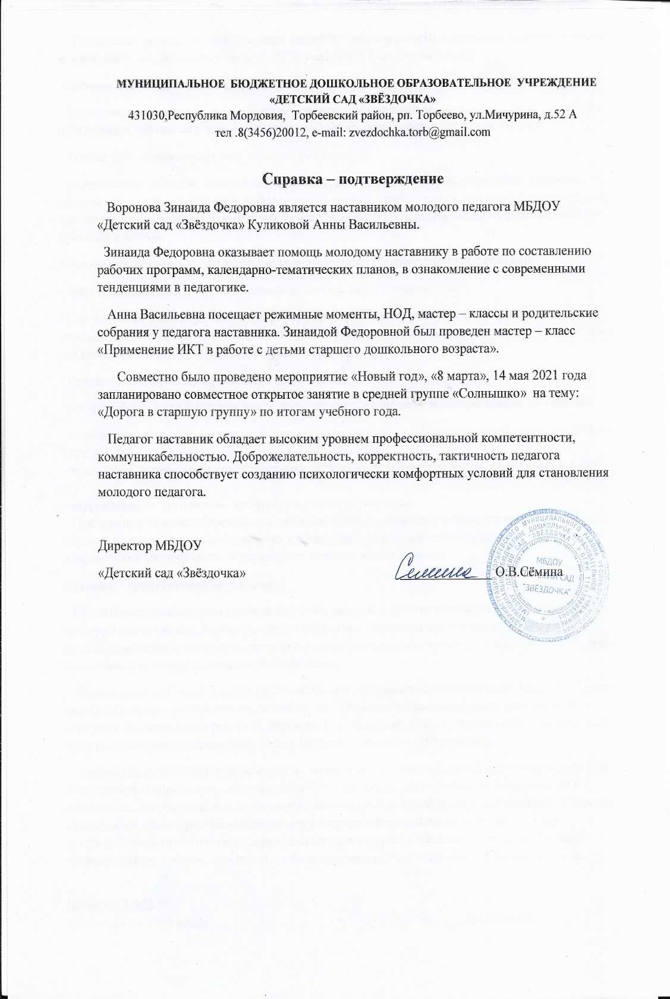 МУНИЦИПАЛЬНОЕ БЮДЖЕТНОЕ ДОШКОЛЬНОЕ ОБРАЗОВАТЕЛЬНОЕ УЧРЕЖДЕНИЕ
«ДЕТСКИЙ САД «ЗВЁЗДОЧКА»
431030,Республика Мордовия, Торбеевский район, рп. Торбеево, ул.Мичурина, д.52 А
тел .8(3456)20012, e-mail: zvezdochka.torb@gmail.com
Справка – подтверждение
Воронова Зинаида Федоровна является наставником молодого педагога МБДОУ
«Детский сад «Звёздочка» Куликовой Анны Васильевны.
Зинаида Федоровна оказывает помощь молодому наставнику в работе по составлению
рабочих программ, календарно-тематических планов, в ознакомление с современными
тенденциями в педагогике.
Анна Васильевна посещает режимные моменты, НОД, мастер – классы и родительские
собрания у педагога наставника. Зинаидой Федоровной был проведен мастер – класс
«Применение ИКТ в работе с детьми старшего дошкольного возраста».
Совместно было проведено мероприятие «Новый год», «8 марта», 14 мая 2021 года
запланировано совместное открытое занятие в средней группе «Солнышко» на тему:
«Дорога в старшую группу» по итогам учебного года.
Педагог наставник обладает высоким уровнем профессиональной компетентности,
коммуникабельностью. Доброжелательность, корректность, тактичность педагога
наставника способствует созданию психологически комфортных условий для становления
молодого педагога.
Директор МБДОУ
«Детский сад «Звёздочка» О.В.Сёмина
МБДОУ
"ДЕТСКИЙ САД
"ЗВЁЗДОЧКА"